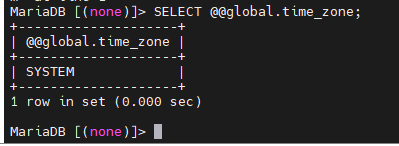 MariaDB [(none)]> SELECT @@global.time_zone;
+--------------------+
| @@global.time_zone |
+--------------------+
| SYSTEM             |
+--------------------+
1 row in set (0.000 sec)

MariaDB [(none)]>